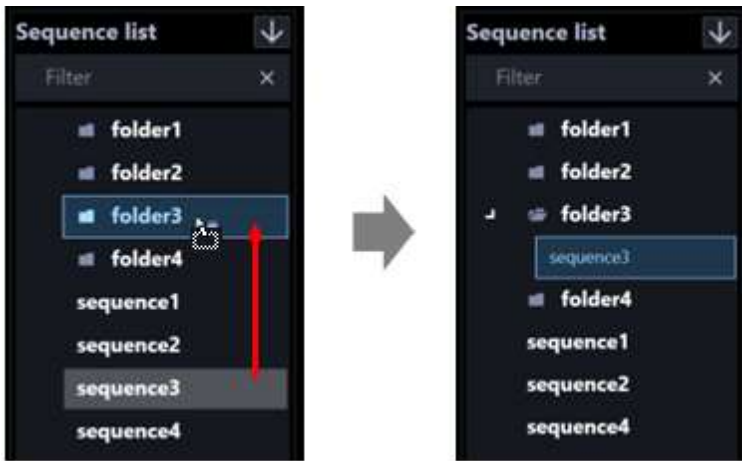 Sequence list
Filter
folder1
folder2
folder3
folder4
sequence1
sequence2
sequence3
sequence4
Sequence list
Filter
folder1
folder2
folder3
sequence3
folder4
sequence1
sequence2
sequence4